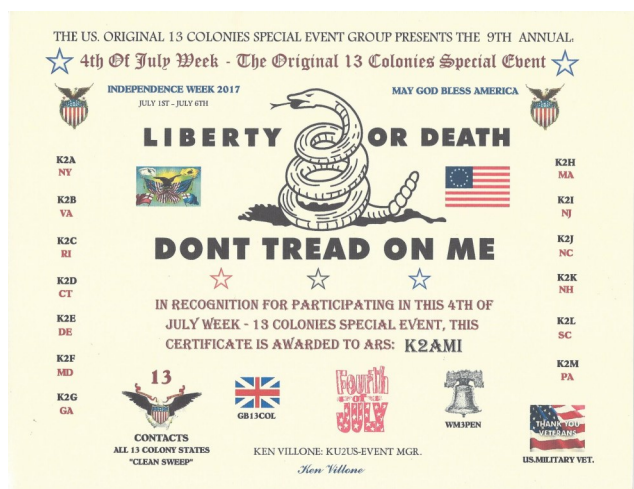 THE US. ORIGINAL 13 COLONIES SPECIAL EVENT GROUP PRESENTS THE 9TH ANNUAL:
4th Of July Week - The Original 13 Colonies Special Event
INDEPENDENCE WEEK 2017
JULY 1ST - JULY 6TH
MAY GOD BLESS AMERICA
LIBERTY OR DEATH
DONT TREAD ON ME
K2A
NY
K2B
VA
K2C
RI
K2D
CT
K2E
DE
K2F
MD
K2G
GA
K2H
MA
K2I
NJ
K2J
NC
K2K
NH
K2L
SC
K2M
PA
IN RECOGNITION FOR PARTICIPATING IN THIS 4TH OF
JULY WEEK - 13 COLONIES SPECIAL EVENT, THIS
CERTIFICATE IS AWARDED TO ARS: K2AMI
13
CONTACTS
ALL 13 COLONY STATES
"CLEAN SWEEP"
GB13COL
Fourth
of
JULY
WM3PEN
THANK YOU
VETERANS
US.MILITARY VET.
KEN VILLONE: KU2US-EVENT MGR.
Ken Villone